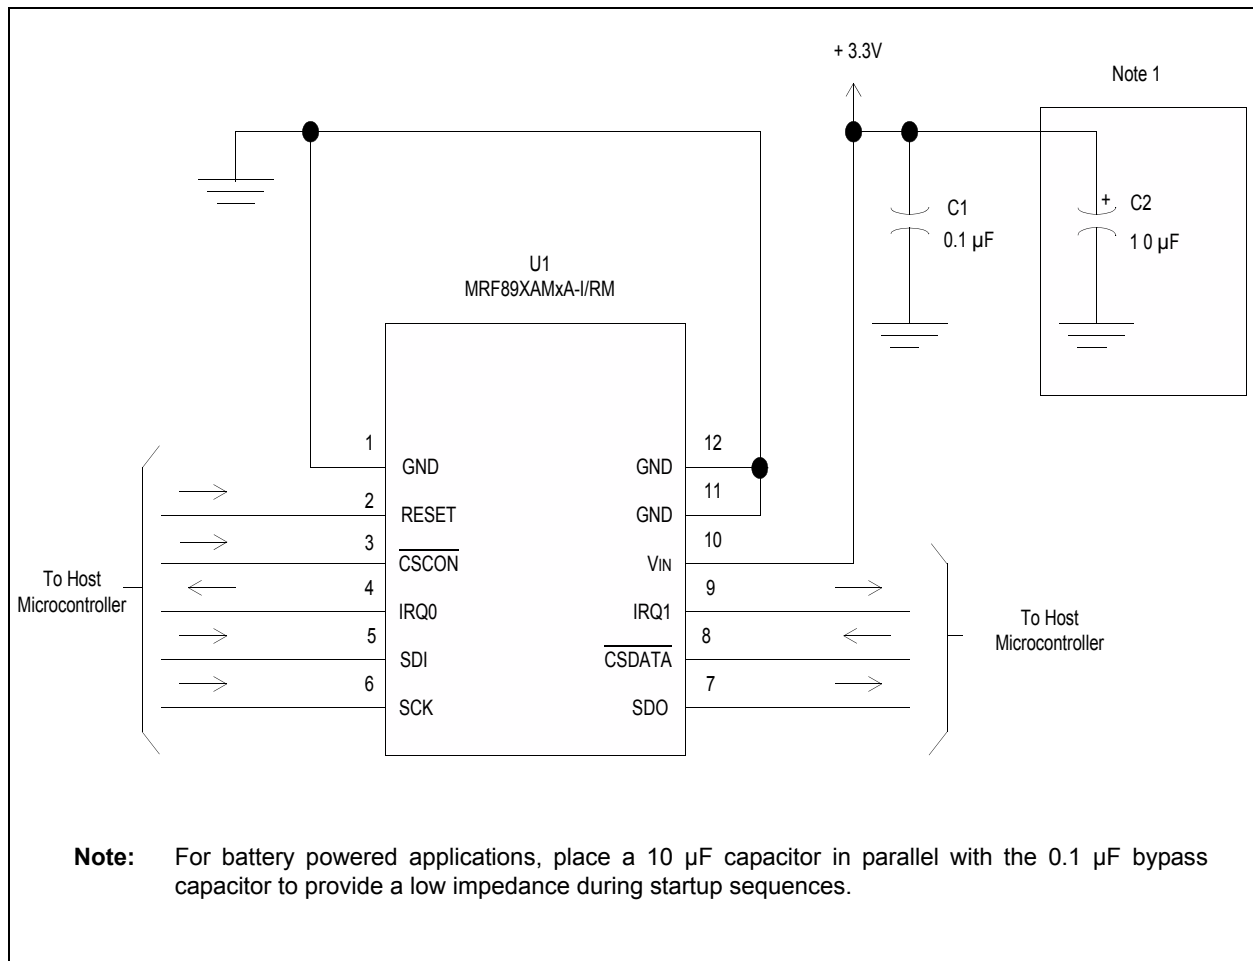 + 3.3V
Note 1
+
C1
0.1 µF
C2
1 0 µF
U1
MRF89XAMxA-I/RM
1
GND
2
RESET
3
CSCON
4
IRQ0
5
SDI
6
SCK
12
GND
11
GND
10
VIN
9
IRQ1
8
CSDATA
7
SDO
To Host
Microcontroller
To Host
Microcontroller
Note: For battery powered applications, place a 10 µF capacitor in parallel with the 0.1 µF bypass
capacitor to provide a low impedance during startup sequences.